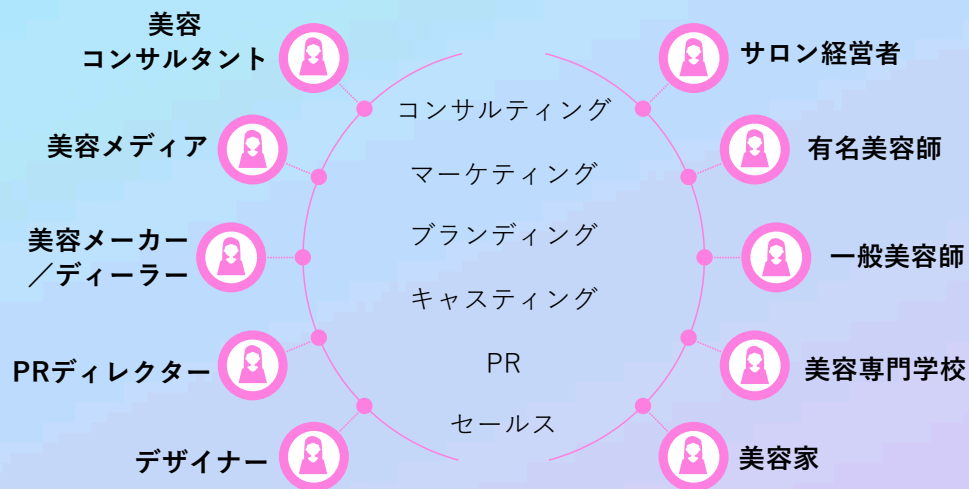 美容
コンサルタント
美容メディア
美容メーカー
／ディーラー
PRディレクター
デザイナー
コンサルティング
マーケティング
ブランディング
キャスティング
PR
セールス
サロン経営者
有名美容師
一般美容師
美容専門学校
美容家